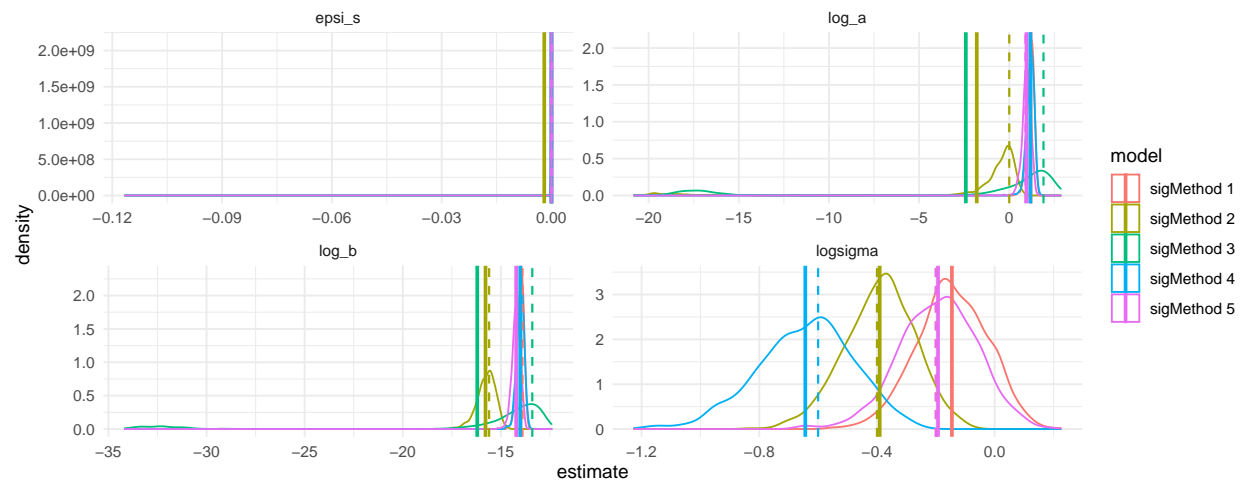 epsi_s
log_a
2.0e+09
1.5e+09
1.0e+09
5.0e+08
0.0e+00
−0.12 −0.09 −0.06 −0.03 0.00
2.0
1.5
1.0
0.5
0.0
−20 −15 −10 −5 0
density
log_b
logsigma
2.0
1.5
1.0
0.5
0.0
−35 −30 −25 −20 −15
3
2
1
0
−1.2 −0.8 −0.4 0.0
estimate
model
sigMethod 1
sigMethod 2
sigMethod 3
sigMethod 4
sigMethod 5